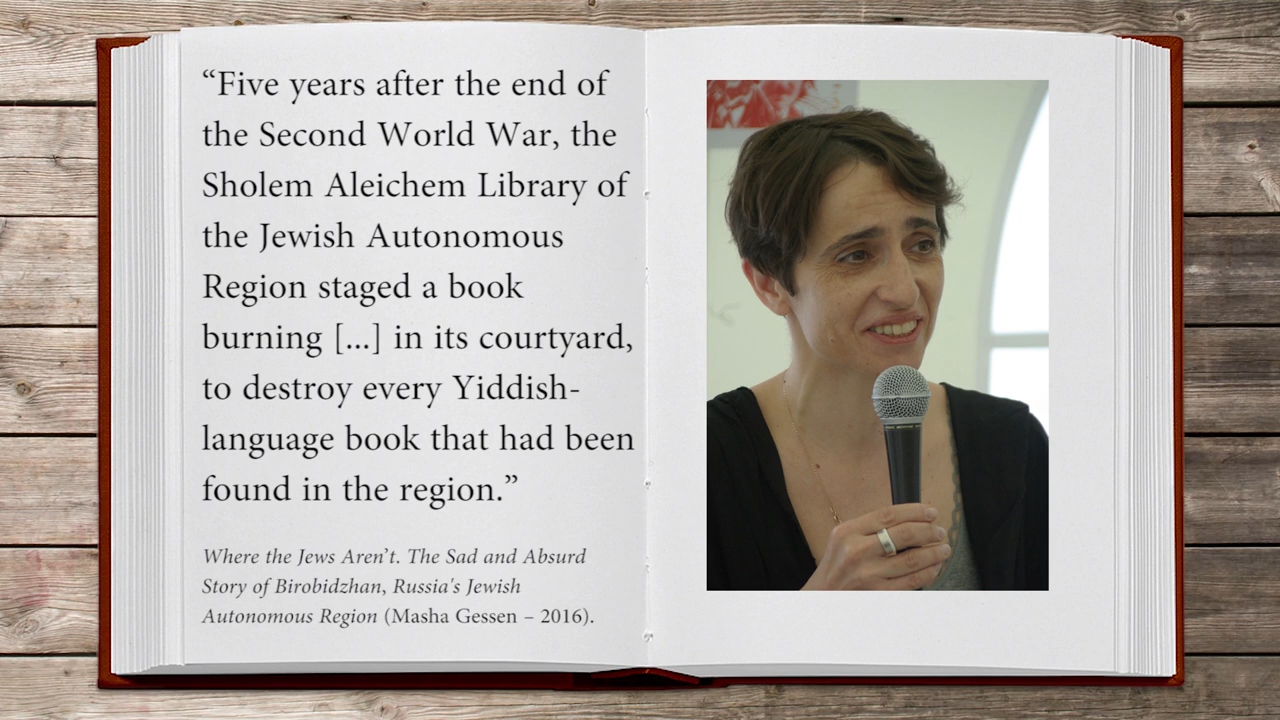 “Five years after the end of
the Second World War, the
Sholem Aleichem Library of
the Jewish Autonomous
Region staged a book
burning [...] in its courtyard,
to destroy every Yiddish-
language book that had been
found in the region.”
Where the Jews Aren’t. The Sad and Absurd
Story of Birobidzhan, Russia's Jewish
Autonomous Region (Masha Gessen – 2016).